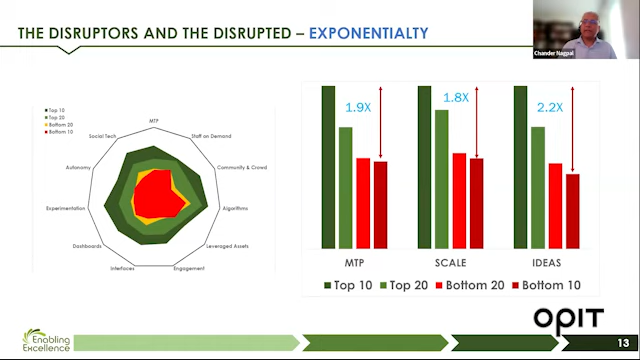 THE DISRUPTORS AND THE DISRUPTED – EXPONENTIALTY
Chander Nagpal
Top 10
Top 20
Bottom 20
Bottom 10
MTP
Social Tech
Staff on Demand
Autonomy
Community & Crowd
Experimentation
Algorithms
Dashboards
Leveraged Assets
Interfaces
Engagement
1.9X
1.8X
2.2X
MTP SCALE IDEAS
Top 10 Top 20 Bottom 20 Bottom 10
OPIT
Enabling
Excellence
13